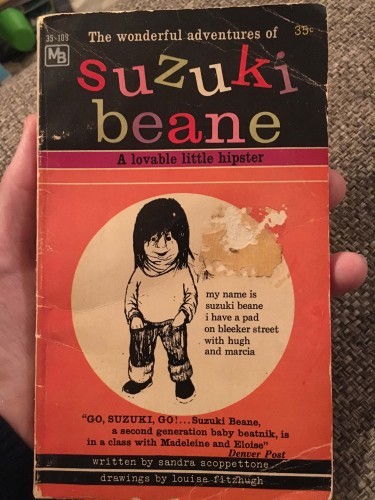 35-109
MB
The wonderful adventures of
35¢
suzuki
beane
A lovable little hipster
my name is
suzuki beane
i have a pad
on bleeker street
with hugh
and marcia
"GO, SUZUKI, GO!...Suzuki Beane,
a second generation baby beatnik, is
in a class with Madeleine and Eloise"
Denver Post
written by sandra scoppettone
drawings by louise fitzhugh